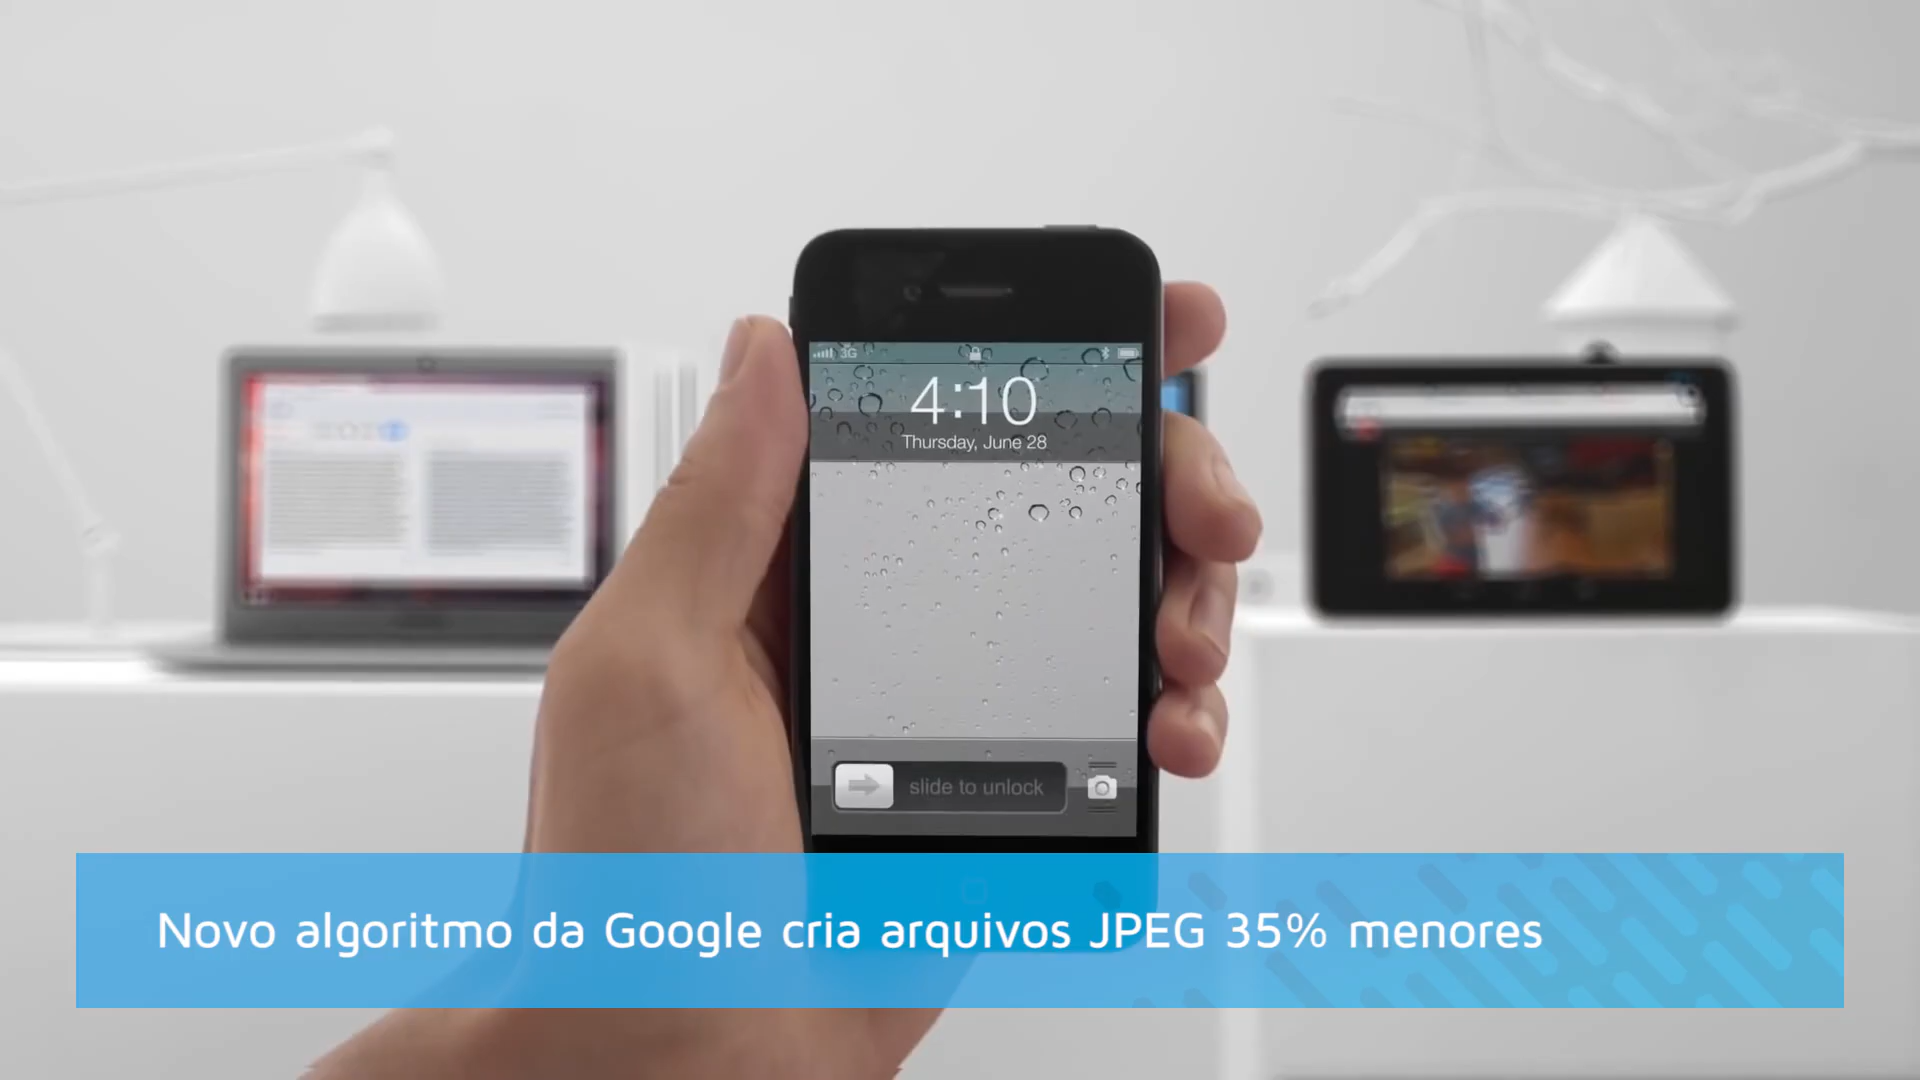 3G
4:10
Thursday, June 28
slide to unlock
Novo algoritmo da Google cria arquivos JPEG 35% menores